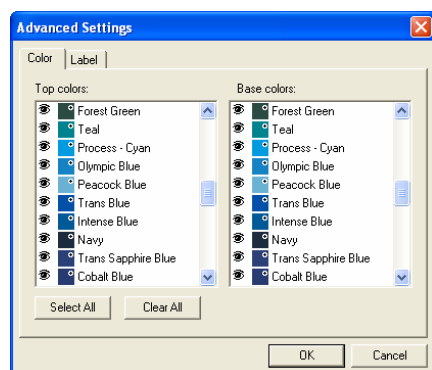 Advanced Settings
Color Label
Top colors: Base colors:
Forest Green Forest Green
Teal Teal
Process - Cyan Process - Cyan
Olympic Blue Olympic Blue
Peacock Blue Peacock Blue
Trans Blue Trans Blue
Intense Blue Intense Blue
Navy Navy
Trans Sapphire Blue Trans Sapphire Blue
Cobalt Blue Cobalt Blue
Select All Clear All
OK Cancel